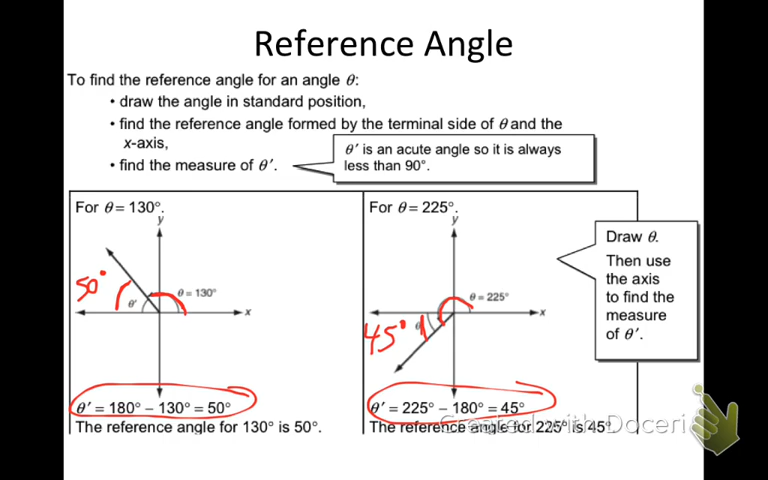 Reference Angle
To find the reference angle for an angle θ:
• draw the angle in standard position,
• find the reference angle formed by the terminal side of θ and the
x-axis,
• find the measure of θ′.
θ′ is an acute angle so it is always
less than 90°.
For θ = 130°.
y
50°
θ = 130°
θ′
x
θ′ = 180° − 130° = 50°
The reference angle for 130° is 50°.
For θ = 225°.
y
θ = 225°
x
45°
θ′ = 225° − 180° = 45°
The reference angle for 225° is 45°
Draw θ.
Then use
the axis
to find the
measure
of θ′.
Created with Doceri